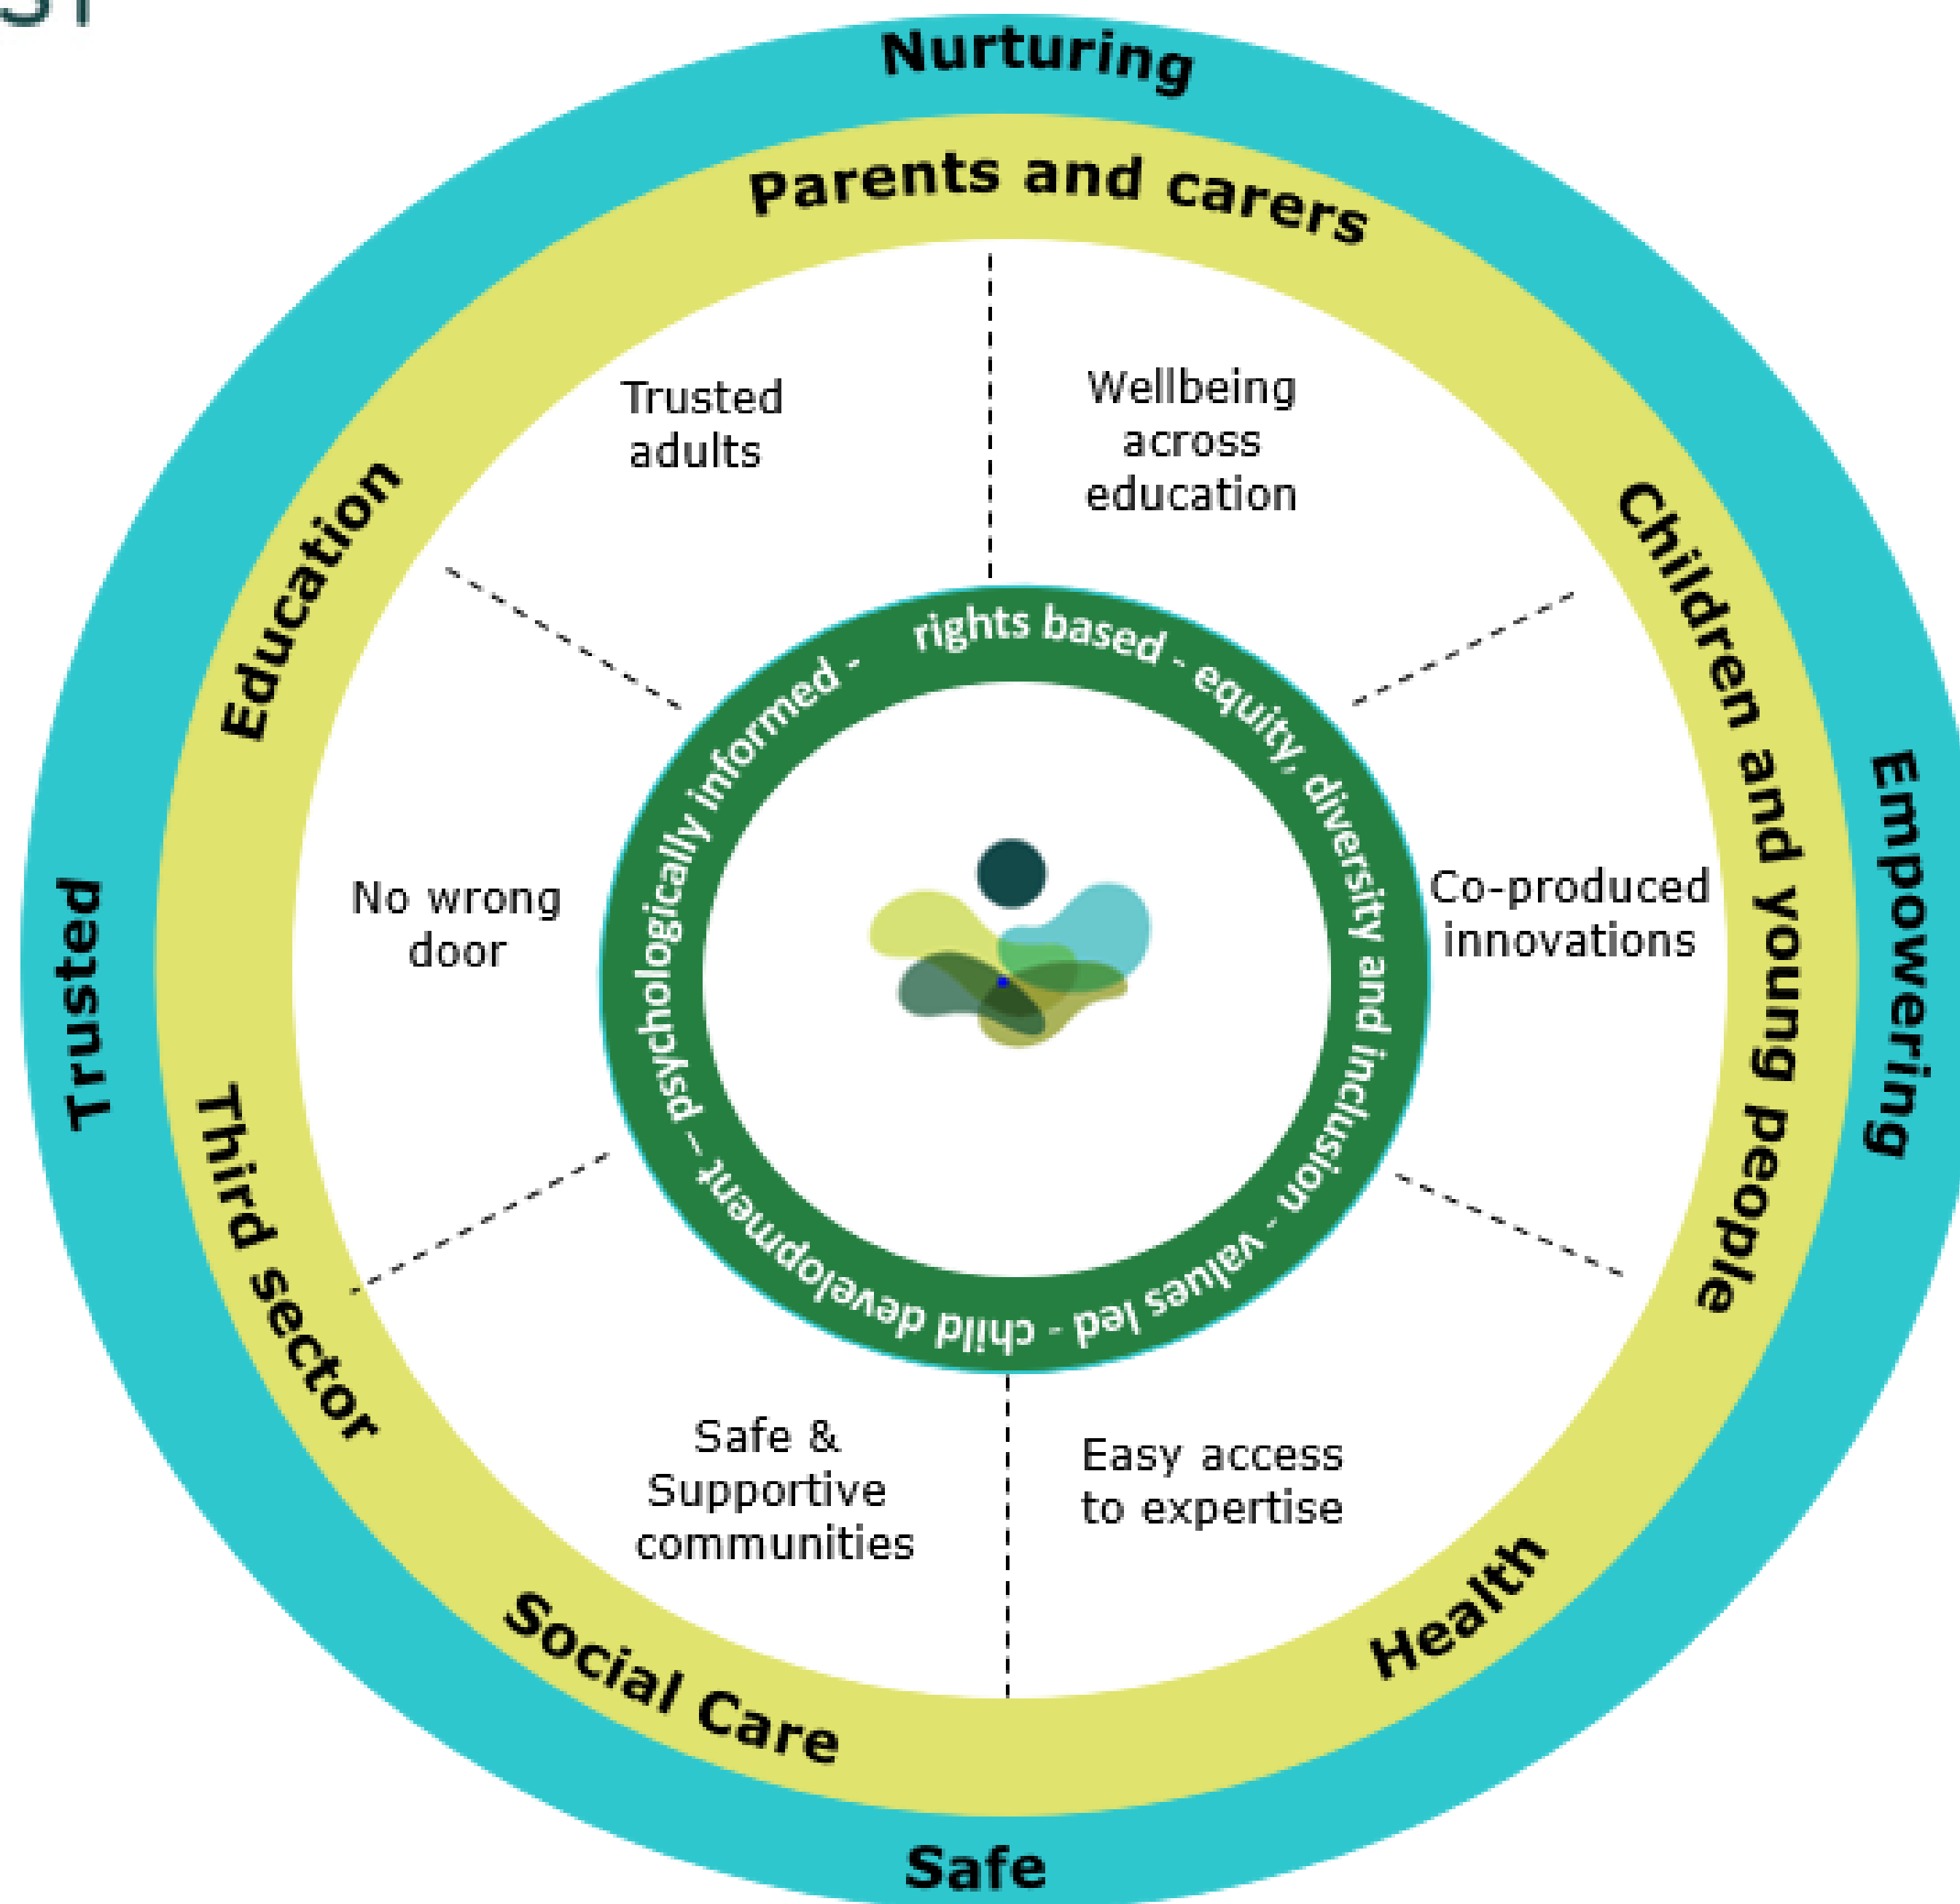 Nurturing
Parents and carers
Trusted
adults
Wellbeing
across
education
Education
Children and young people
Empowering
Trusted
No wrong
door
Co-produced
innovations
rights based - equity, diversity and inclusion - values led - child development – psychologically informed -
Third sector
Safe &
Supportive
communities
Easy access
to expertise
Social Care
Health
Safe